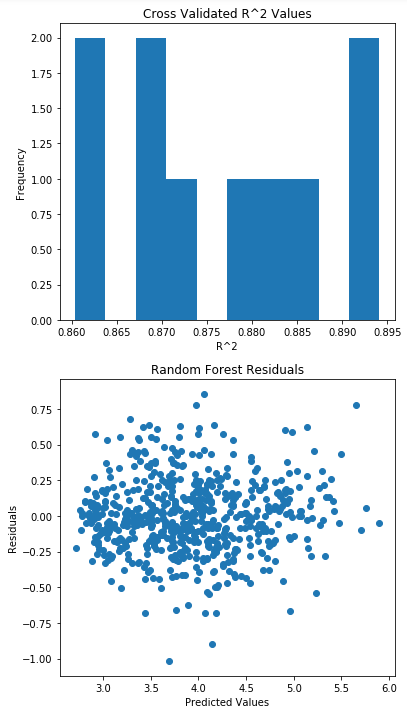 Cross Validated R^2 Values
2.00
1.75
1.50
1.25
1.00
0.75
0.50
0.25
0.00
Frequency
0.860 0.865 0.870 0.875 0.880 0.885 0.890 0.895
R^2
Random Forest Residuals
0.75
0.50
0.25
0.00
−0.25
−0.50
−0.75
−1.00
Residuals
3.0 3.5 4.0 4.5 5.0 5.5 6.0
Predicted Values